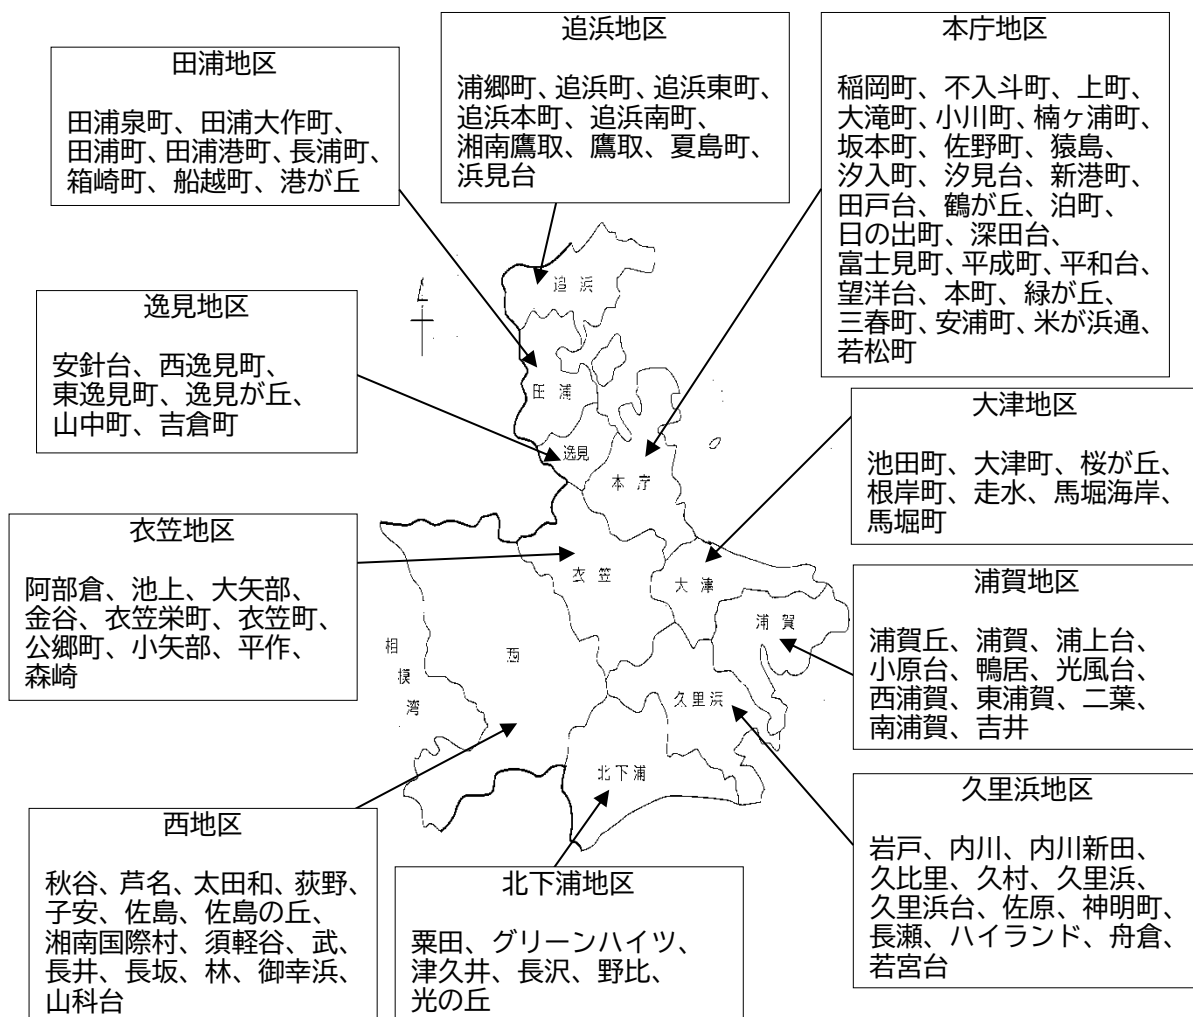 田浦地区
田浦泉町、田浦大作町、
田浦町、田浦港町、長浦町、
箱崎町、船越町、港が丘
追浜地区
浦郷町、追浜町、追浜東町、
追浜本町、追浜南町、
湘南鷹取、鷹取、夏島町、
浜見台
本庁地区
稲岡町、不入斗町、上町、
大滝町、小川町、楠ヶ浦町、
坂本町、佐野町、猿島、
汐入町、汐見台、新港町、
田戸台、鶴が丘、泊町、
日の出町、深田台、
富士見町、平成町、平和台、
望洋台、本町、緑が丘、
三春町、安浦町、米が浜通、
若松町
逸見地区
安針台、西逸見町、
東逸見町、逸見が丘、
山中町、吉倉町
大津地区
池田町、大津町、桜が丘、
根岸町、走水、馬堀海岸、
馬堀町
衣笠地区
阿部倉、池上、大矢部、
金谷、衣笠栄町、衣笠町、
公郷町、小矢部、平作、
森崎
浦賀地区
浦賀丘、浦賀、浦上台、
小原台、鴨居、光風台、
西浦賀、東浦賀、二葉、
南浦賀、吉井
西地区
秋谷、芦名、太田和、荻野、
子安、佐島、佐島の丘、
湘南国際村、須軽谷、武、
長井、長坂、林、御幸浜、
山科台
北下浦地区
粟田、グリーンハイツ、
津久井、長沢、野比、
光の丘
久里浜地区
岩戸、内川、内川新田、
久比里、久村、久里浜、
久里浜台、佐原、神明町、
長瀬、ハイランド、舟倉、
若宮台
追浜
田浦
逸見
本庁
衣笠
大津
浦賀
西
相模湾
久里浜
北下浦